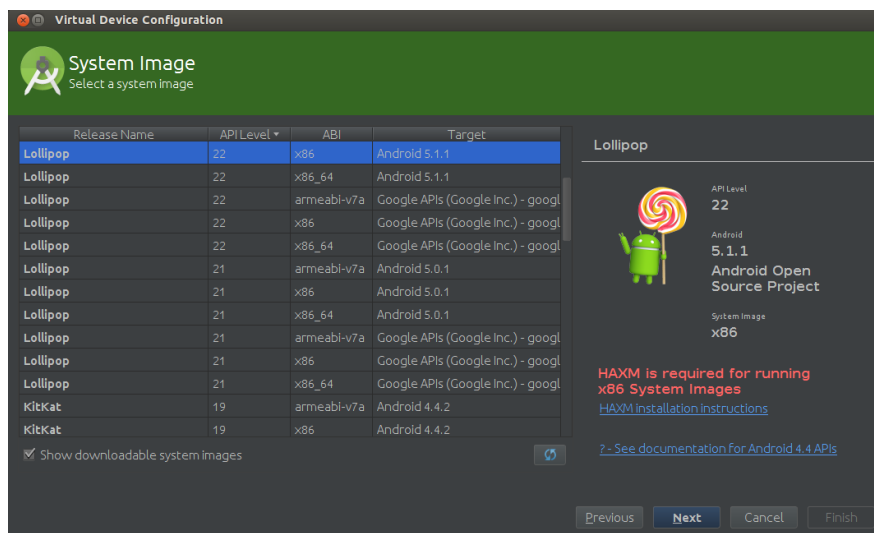 Virtual Device Configuration
System Image
Select a system image
Release Name API Level ABI Target
Lollipop 22 x86 Android 5.1.1
Lollipop 22 x86_64 Android 5.1.1
Lollipop 22 armeabi-v7a Google APIs (Google Inc.) - googl
Lollipop 22 x86 Google APIs (Google Inc.) - googl
Lollipop 22 x86_64 Google APIs (Google Inc.) - googl
Lollipop 21 armeabi-v7a Android 5.0.1
Lollipop 21 x86 Android 5.0.1
Lollipop 21 x86_64 Android 5.0.1
Lollipop 21 armeabi-v7a Google APIs (Google Inc.) - googl
Lollipop 21 x86 Google APIs (Google Inc.) - googl
Lollipop 21 x86_64 Google APIs (Google Inc.) - googl
KitKat 19 armeabi-v7a Android 4.4.2
KitKat 19 x86 Android 4.4.2
Show downloadable system images
Lollipop
API Level
22
Android
5.1.1
Android Open
Source Project
System Image
x86
HAXM is required for running
x86 System Images
HAXM installation instructions
? - See documentation for Android 4.4 APIs
Previous Next Cancel Finish